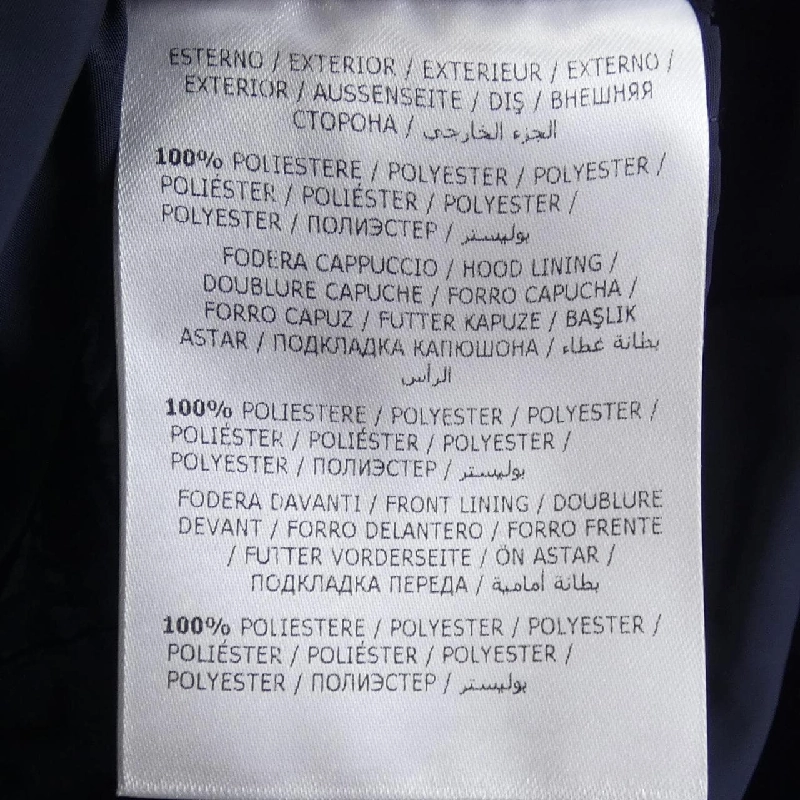 ESTERNO / EXTERIOR / EXTERIEUR / EXTERNO /
EXTERIOR / AUSSENSEITE / DIŞ / ВНЕШНЯЯ
СТОРОНА / الجزء الخارجي
100% POLIESTERE / POLYESTER / POLYESTER /
POLIÉSTER / POLIÉSTER / POLYESTER /
POLYESTER / ПОЛИЭСТЕР / بوليستر
FODERA CAPPUCCIO / HOOD LINING /
DOUBLURE CAPUCHE / FORRO CAPUCHA /
FORRO CAPUZ / FUTTER KAPUZE / BAŞLIK
ASTAR / ПОДКЛАДКА КАПЮШОНА / بطانة غطاء
الرأس
100% POLIESTERE / POLYESTER / POLYESTER /
POLIÉSTER / POLIÉSTER / POLYESTER /
POLYESTER / ПОЛИЭСТЕР / بوليستر
FODERA DAVANTI / FRONT LINING / DOUBLURE
DEVANT / FORRO DELANTERO / FORRO FRENTE
/ FUTTER VORDERSEITE / ÖN ASTAR /
ПОДКЛАДКА ПЕРЕДА / بطانة أمامية
100% POLIESTERE / POLYESTER / POLYESTER /
POLIÉSTER / POLIÉSTER / POLYESTER /
POLYESTER / ПОЛИЭСТЕР / بوليستر